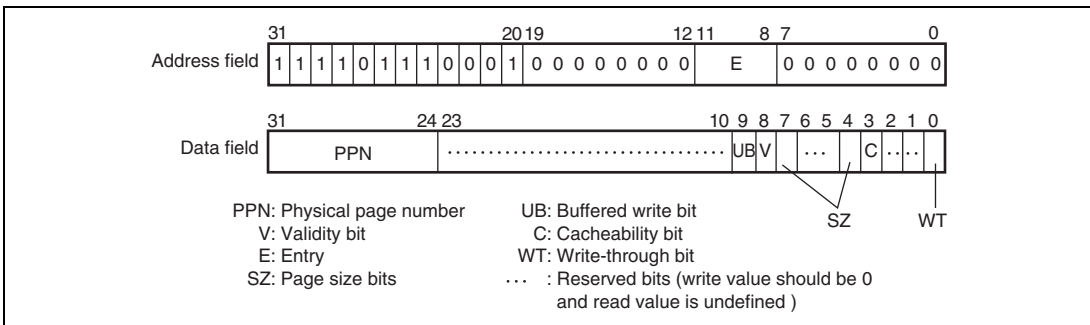 31 20 19 12 11 8 7 0
Address field 1 1 1 1 0 1 1 1 0 0 0 1 0 0 0 0 0 0 0 0 E 0 0 0 0 0 0 0 0
31 24 23 10 9 8 7 6 5 4 3 2 1 0
Data field PPN ................................. UB V ... C .. ..
SZ WT
PPN: Physical page number UB: Buffered write bit
V: Validity bit C: Cacheability bit
E: Entry WT: Write-through bit
SZ: Page size bits ... : Reserved bits (write value should be 0
and read value is undefined )